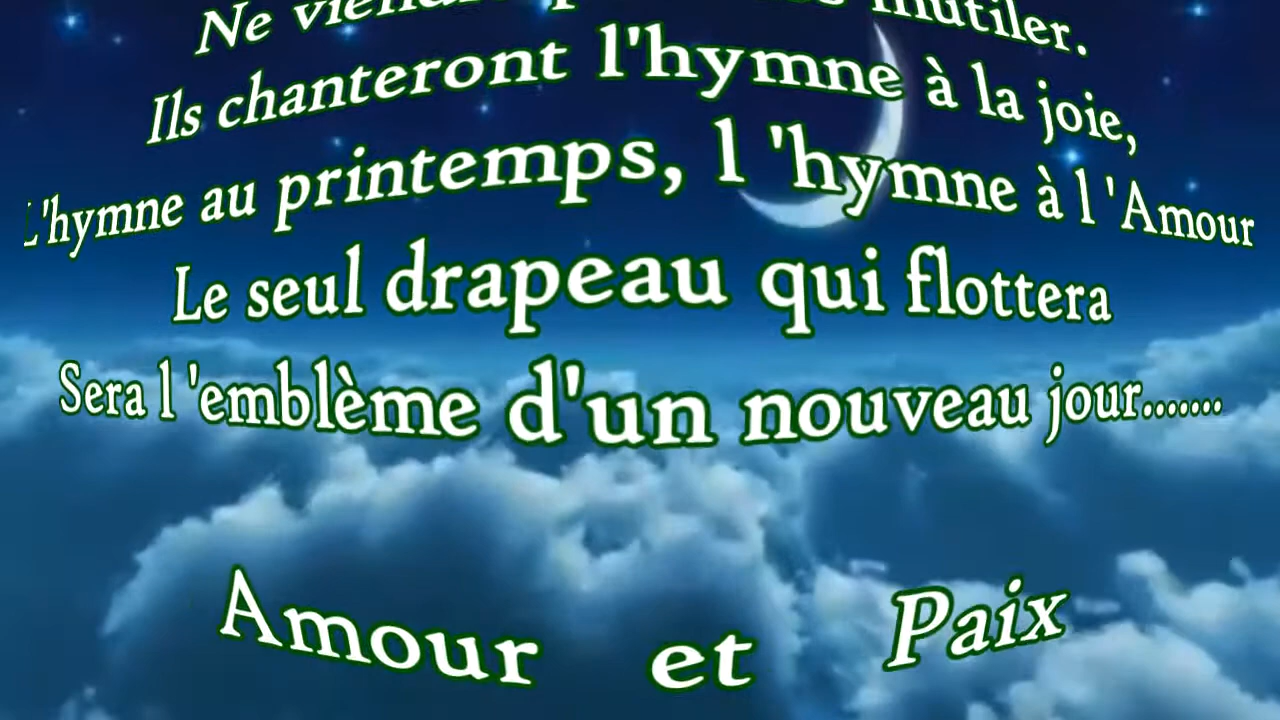 Ne mutiler.
Ils chanteront l'hymne à la joie,
L'hymne au printemps, l 'hymne à l 'Amour
Le seul drapeau qui flottera
Sera l 'emblème d'un nouveau jour.......
Amour et Paix